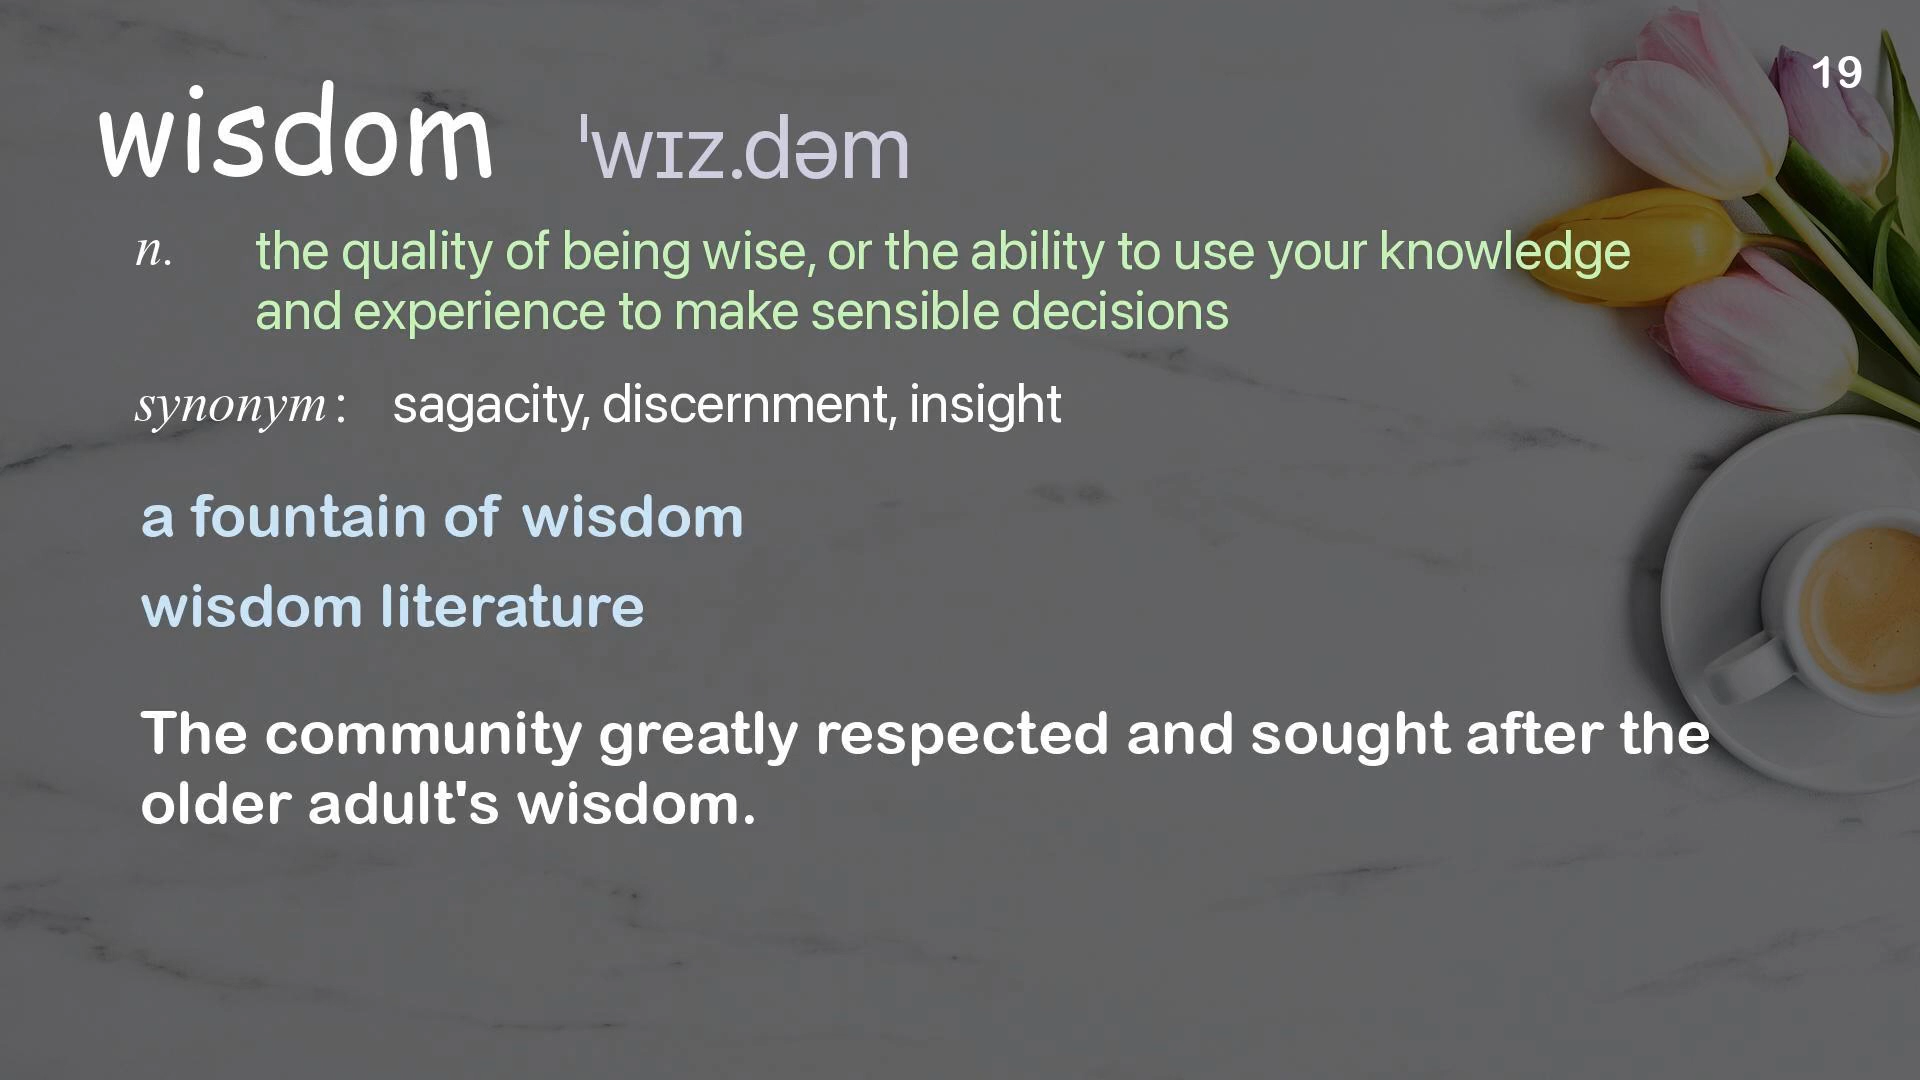 19
wisdom ˈwɪz.dəm
n. the quality of being wise, or the ability to use your knowledge
and experience to make sensible decisions
synonym: sagacity, discernment, insight
a fountain of wisdom
wisdom literature
The community greatly respected and sought after the
older adult's wisdom.